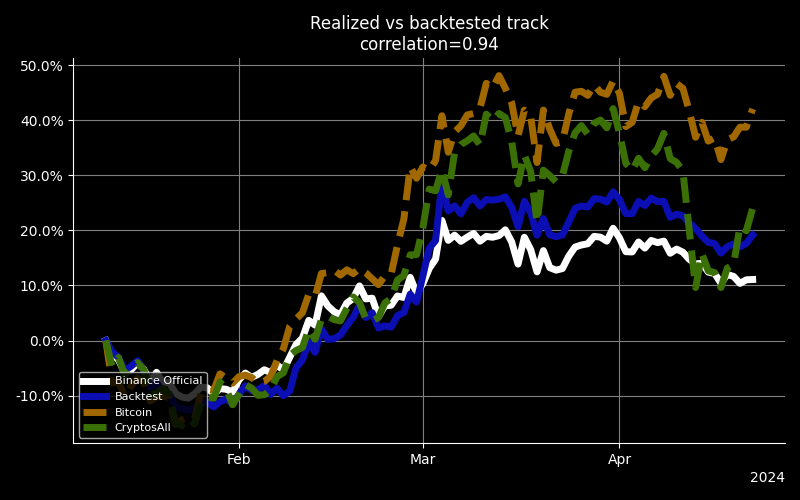 Realized vs backtested track
correlation=0.94
50.0%
40.0%
30.0%
20.0%
10.0%
0.0%
-10.0%
Binance Official
Backtest
Bitcoin
CryptosAll
Feb
Mar
Apr
2024